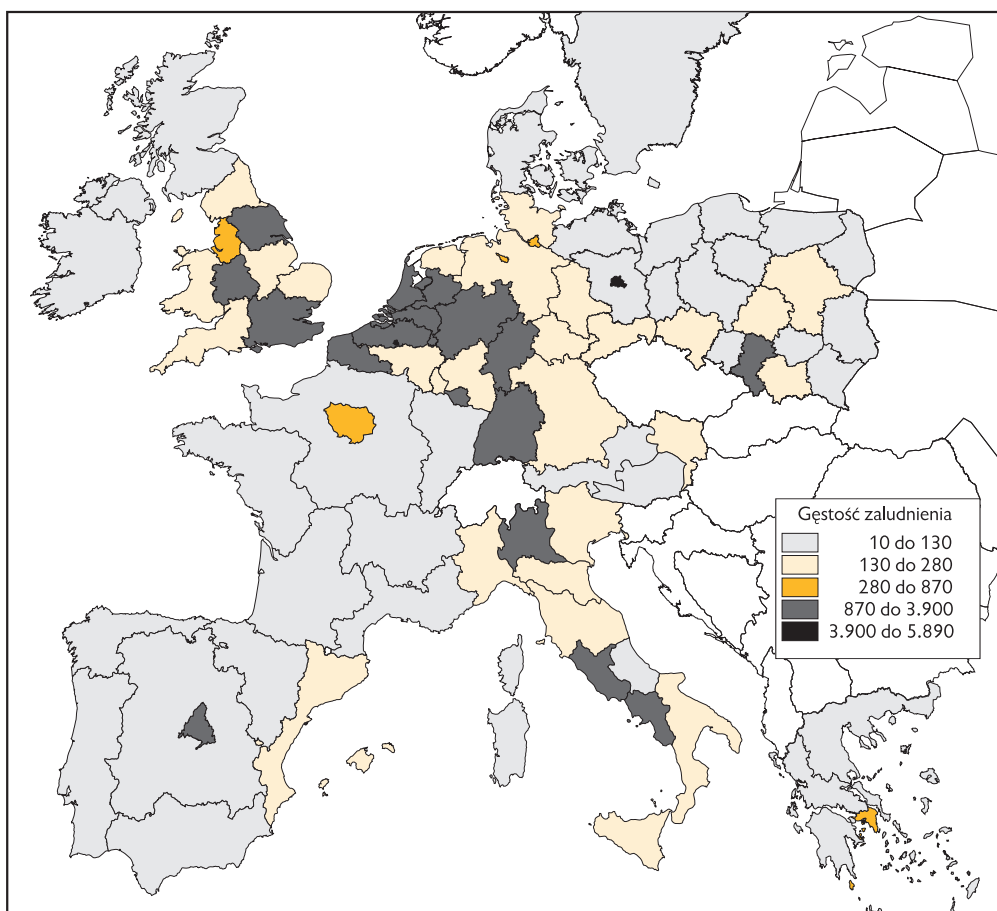 Gęstość zaludnienia
10 do 130
130 do 280
280 do 870
870 do 3.900
3.900 do 5.890